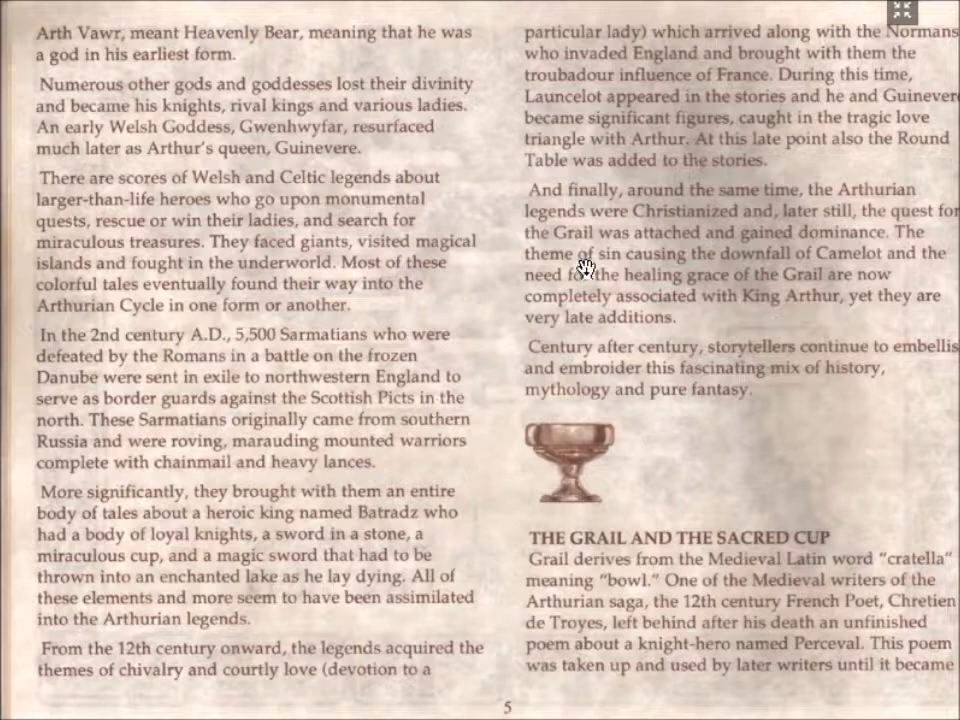 Arth Vawr, meant Heavenly Bear, meaning that he was
a god in his earliest form.
Numerous other gods and goddesses lost their divinity
and became his knights, rival kings and various ladies.
An early Welsh Goddess, Gwenhwyfar, resurfaced
much later as Arthur's queen, Guinevere.
There are scores of Welsh and Celtic legends about
larger-than-life heroes who go upon monumental
quests, rescue or win their ladies, and search for
miraculous treasures. They faced giants, visited magical
islands and fought in the underworld. Most of these
colorful tales eventually found their way into the
Arthurian Cycle in one form or another.
In the 2nd century A.D., 5,500 Sarmatians who were
defeated by the Romans in a battle on the frozen
Danube were sent in exile to northwestern England to
serve as border guards against the Scottish Picts in the
north. These Sarmatians originally came from southern
Russia and were roving, marauding mounted warriors
complete with chainmail and heavy lances.
More significantly, they brought with them an entire
body of tales about a heroic king named Batradz who
had a body of loyal knights, a sword in a stone, a
miraculous cup, and a magic sword that had to be
thrown into an enchanted lake as he lay dying. All of
these elements and more seem to have been assimilated
into the Arthurian legends.
From the 12th century onward, the legends acquired the
themes of chivalry and courtly love (devotion to a
particular lady) which arrived along with the Normans
who invaded England and brought with them the
troubadour influence of France. During this time,
Launcelot appeared in the stories and he and Guinever
became significant figures, caught in the tragic love
triangle with Arthur. At this late point also the Round
Table was added to the stories.
And finally, around the same time, the Arthurian
legends were Christianized and, later still, the quest for
the Grail was attached and gained dominance. The
theme of sin causing the downfall of Camelot and the
need for the healing grace of the Grail are now
completely associated with King Arthur, yet they are
very late additions.
Century after century, storytellers continue to embellis
and embroider this fascinating mix of history,
mythology and pure fantasy.
THE GRAIL AND THE SACRED CUP
Grail derives from the Medieval Latin word "cratella"
meaning "bowl." One of the Medieval writers of the
Arthurian saga, the 12th century French Poet, Chretien
de Troyes, left behind after his death an unfinished
poem about a knight-hero named Perceval. This poem
was taken up and used by later writers until it became
5